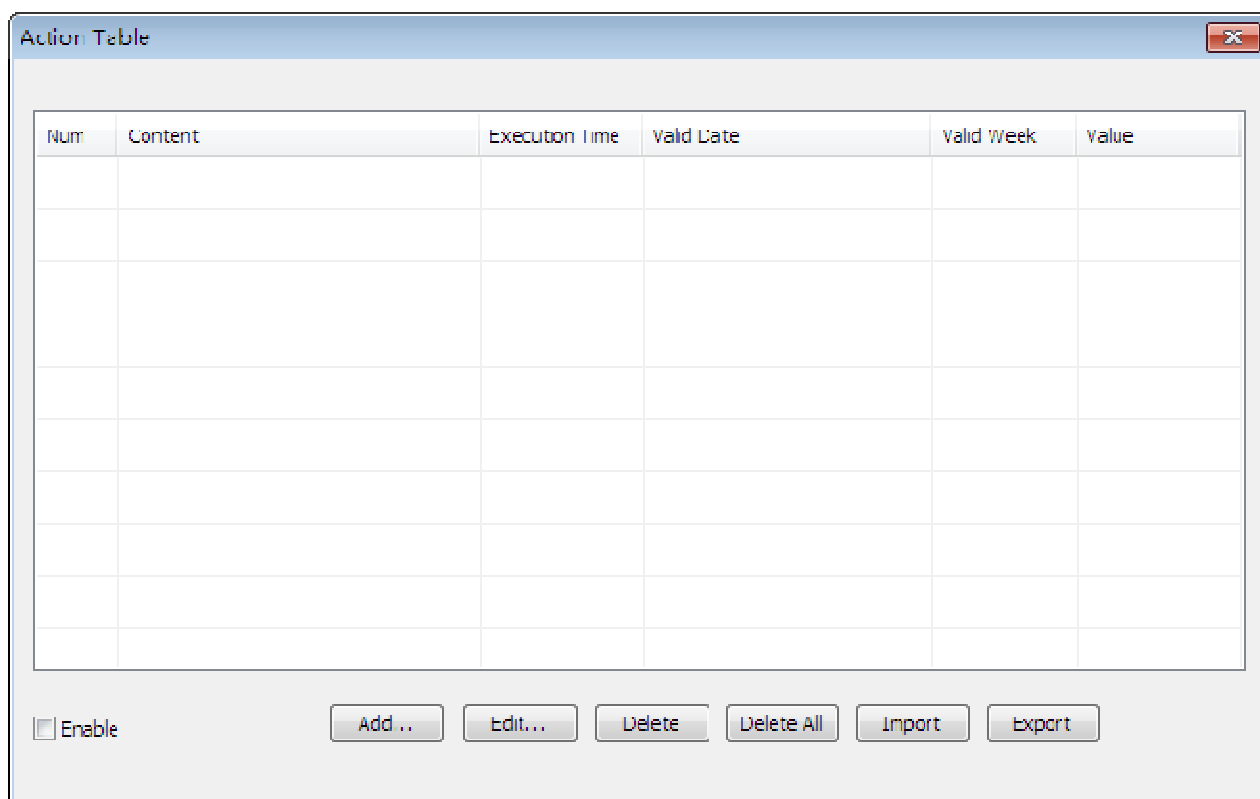 Action Table
Num Content Execution Time Valid Date Valid Week Value
Enable Add... Edit... Delete Delete All Import Export